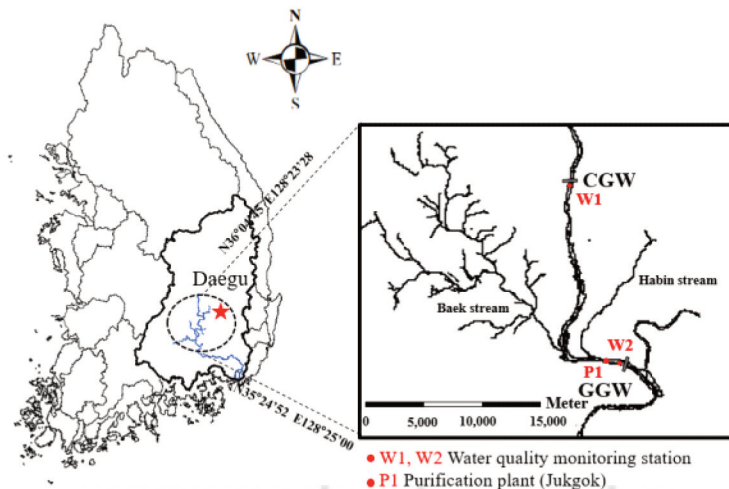 N
W E
S
N36°04'45"/E128°23'28
Daegu
N35°24'52 E128°25'00
CGW
W1
Habin stream
Baek stream
W2
P1
GGW
Meter
0 5,000 10,000 15,000
• W1, W2 Water quality monitoring station
• P1 Purification plant (Jukgok)